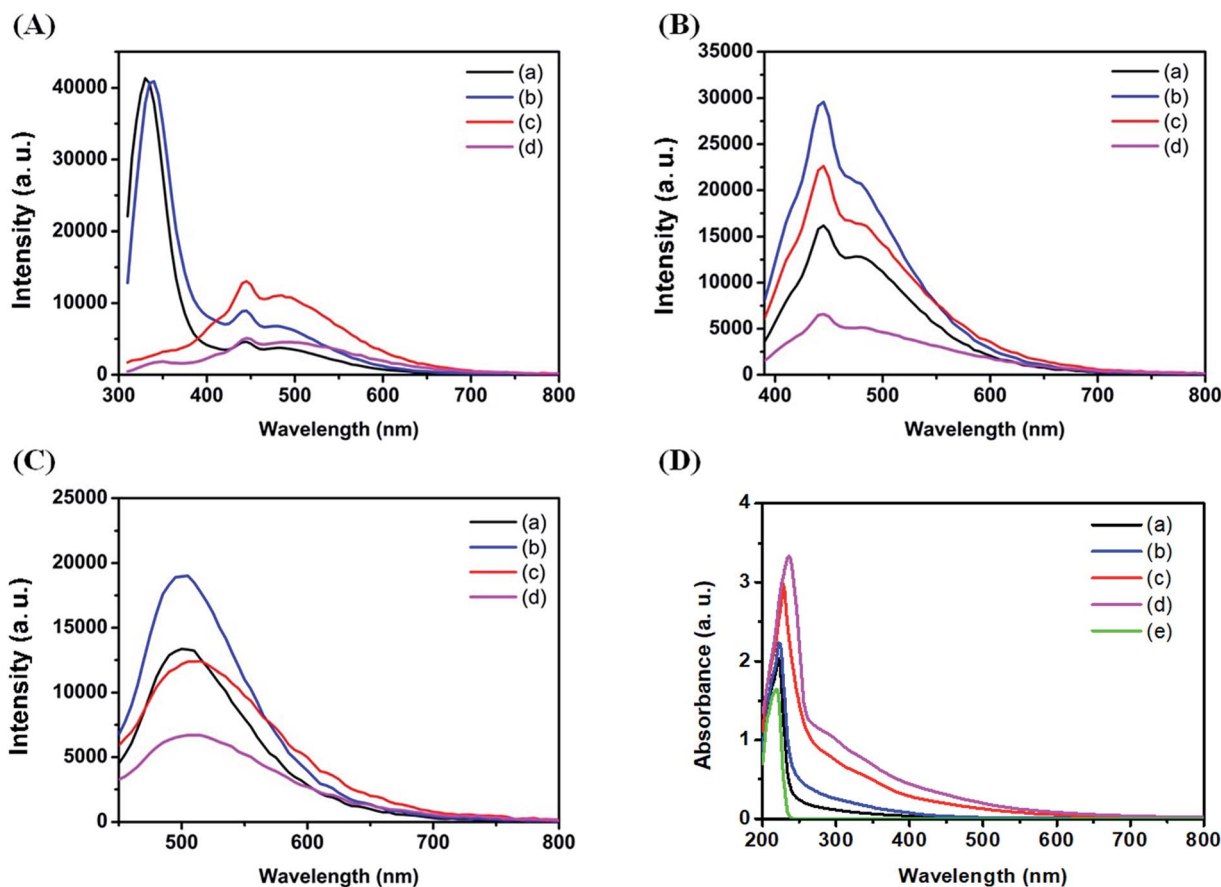 (A)
Intensity (a. u.)
40000
30000
20000
10000
0
300 400 500 600 700 800
Wavelength (nm)
(a)
(b)
(c)
(d)
(B)
Intensity (a. u.)
35000
30000
25000
20000
15000
10000
5000
0
400 500 600 700 800
Wavelength (nm)
(a)
(b)
(c)
(d)
(C)
Intensity (a. u.)
25000
20000
15000
10000
5000
0
500 600 700 800
Wavelength (nm)
(a)
(b)
(c)
(d)
(D)
Absorbance (a. u.)
4
3
2
1
0
200 300 400 500 600 700 800
Wavelength (nm)
(a)
(b)
(c)
(d)
(e)